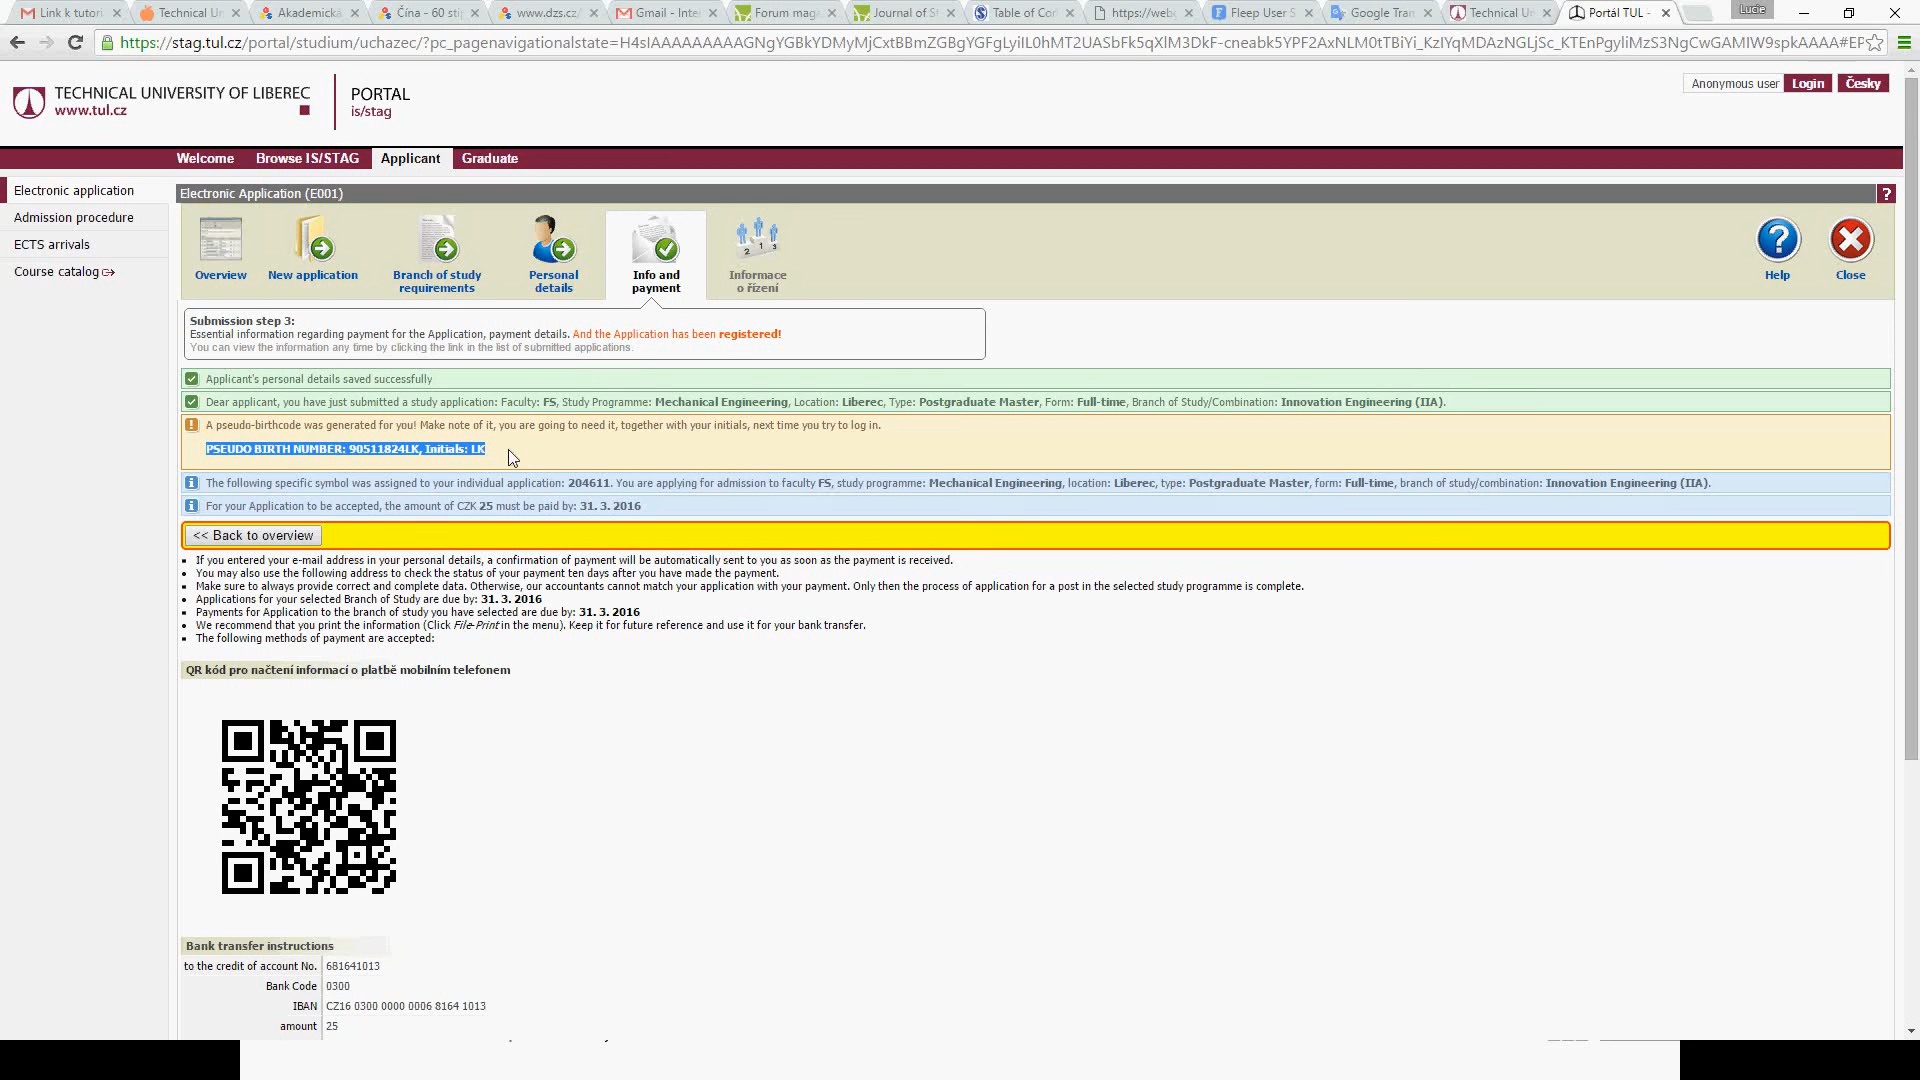 Link k tutori
Technical Un
Akademická
Čína - 60 stip
www.dzs.cz/
Gmail - Inte
Forum mag
Journal of S
Table of Con
https://web
Fleep User S
Google Tran
Technical Un
Portál TUL -
Lucie
TECHNICAL UNIVERSITY OF LIBEREC
www.tul.cz
PORTAL
is/stag
Anonymous user Login Česky
Welcome Browse IS/STAG Applicant Graduate
Electronic application
Admission procedure
ECTS arrivals
Course catalog
Electronic Application (E001) ?
Overview
New application
Branch of study
requirements
Personal
details
Info and
payment
Informace
o řízení
Help
Close
Submission step 3:
Essential information regarding payment for the Application, payment details. And the Application has been registered!
You can view the information any time by clicking the link in the list of submitted applications.
Applicant's personal details saved successfully
Dear applicant, you have just submitted a study application: Faculty: FS, Study Programme: Mechanical Engineering, Location: Liberec, Type: Postgraduate Master, Form: Full-time, Branch of Study/Combination: Innovation Engineering (IIA).
A pseudo-birthcode was generated for you! Make note of it, you are going to need it, together with your initials, next time you try to log in.
PSEUDO BIRTH NUMBER: 90511824LK, Initials: LK
The following specific symbol was assigned to your individual application: 204611. You are applying for admission to faculty FS, study programme: Mechanical Engineering, location: Liberec, type: Postgraduate Master, form: Full-time, branch of study/combination: Innovation Engineering (IIA).
For your Application to be accepted, the amount of CZK 25 must be paid by: 31. 3. 2016
<< Back to overview
If you entered your e-mail address in your personal details, a confirmation of payment will be automatically sent to you as soon as the payment is received.
You may also use the following address to check the status of your payment ten days after you have made the payment.
Make sure to always provide correct and complete data. Otherwise, our accountants cannot match your application with your payment. Only then the process of application for a post in the selected study programme is complete.
Applications for your selected Branch of Study are due by: 31. 3. 2016
Payments for Application to the branch of study you have selected are due by: 31. 3. 2016
We recommend that you print the information (Click File-Print in the menu). Keep it for future reference and use it for your bank transfer.
The following methods of payment are accepted:
QR kód pro načtení informací o platbě mobilním telefonem
Bank transfer instructions
to the credit of account No. 681641013
Bank Code 0300
IBAN CZ16 0300 0000 0006 8164 1013
amount 25